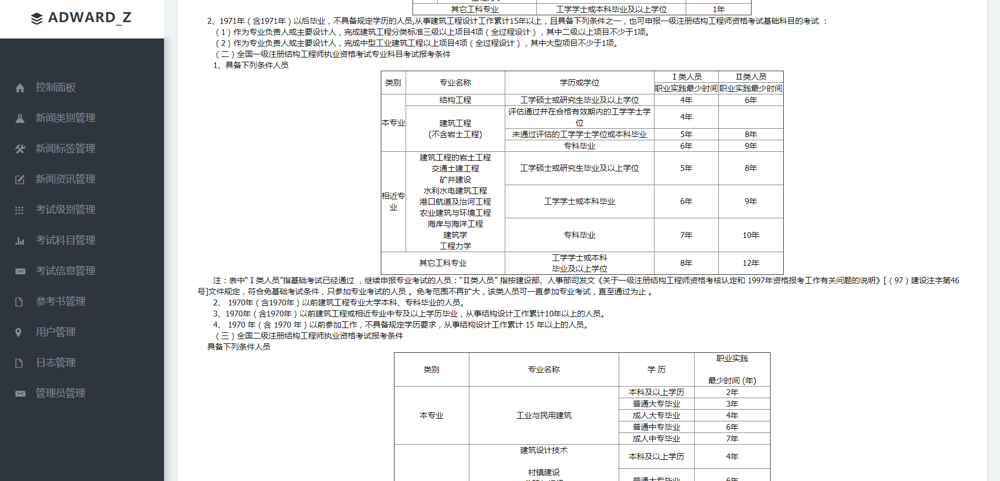 ADWARD_Z
控制面板
新闻类别管理
新闻标签管理
新闻资讯管理
考试级别管理
考试科目管理
考试信息管理
参考书管理
用户管理
日志管理
管理员管理
其它工科专业 工学学士或本科毕业及以上学位 1年
2、1971年（含1971年）以后毕业，不具备规定学历的人员,从事建筑工程设计工作累计15年以上，且具备下列条件之一，也可申报一级注册结构工程师资格考试基础科目的考试 ：
（1）作为专业负责人或主要设计人，完成建筑工程分类标准三级以上项目4项（全过程设计），其中二级以上项目不少于1项。
（2）作为专业负责人或主要设计人，完成中型工业建筑工程以上项目4项（全过程设计），其中大型项目不少于1项。
（二）全国一级注册结构工程师执业资格考试专业科目考试报考条件
1、具备下列条件人员
类别 专业名称 学历或学位 Ⅰ类人员 Ⅱ类人员
职业实践最少时间 职业实践最少时间
本专业 结构工程 工学硕士或研究生毕业及以上学位 4年 6年
建筑工程
(不含岩土工程)
评估通过并在合格有效期内的工学学士学
位
4年
未通过评估的工学学士学位或本科毕业 5年 8年
专科毕业 6年 9年
相近专
业
建筑工程的岩土工程
交通土建工程
矿井建设
水利水电建筑工程
港口航道及治河工程
农业建筑与环境工程
海岸与海洋工程
建筑学
工程力学
工学硕士或研究生毕业及以上学位 5年 8年
工学学士或本科毕业 6年 9年
专科毕业 7年 10年
其它工科专业
工学学士或本科
毕业及以上学位
8年 12年
注：表中“Ⅰ类人员”指基础考试已经通过 ，继续申报专业考试的人员：“Ⅱ类人员” 指按建设部、人事部司发文《关于一级注册结构工程师资格考核认定和 1997年资格报考工作有关问题的说明》[（97）建设注字第46
号]文件规定，符合免基础考试条件，只参加专业考试的人员 。免考范围不再扩大，该类人员可一直参加专业考试，直至通过为止 。
2、 1970年（含1970年）以前建筑工程专业大学本科、专科毕业的人员。
3、1970年（含1970年）以前建筑工程或相近专业中专及以上学历毕业，从事结构设计工作累计10年以上的人员。
4、 1970 年（含 1970 年）以前参加工作，不具备规定学历要求，从事结构设计工作累计 15 年以上的人员。
（三）全国二级注册结构工程师执业资格考试报考条件
具备下列条件人员
类别 专业名称 学 历 职业实践
最少时间 (年)
本专业 工业与民用建筑 本科及以上学历 2年
普通大专毕业 3年
成人大专毕业 4年
普通中专毕业 6年
成人中专毕业 7年
建筑设计技术
村镇建设
本科及以上学历 4年
普通大专毕业 6年